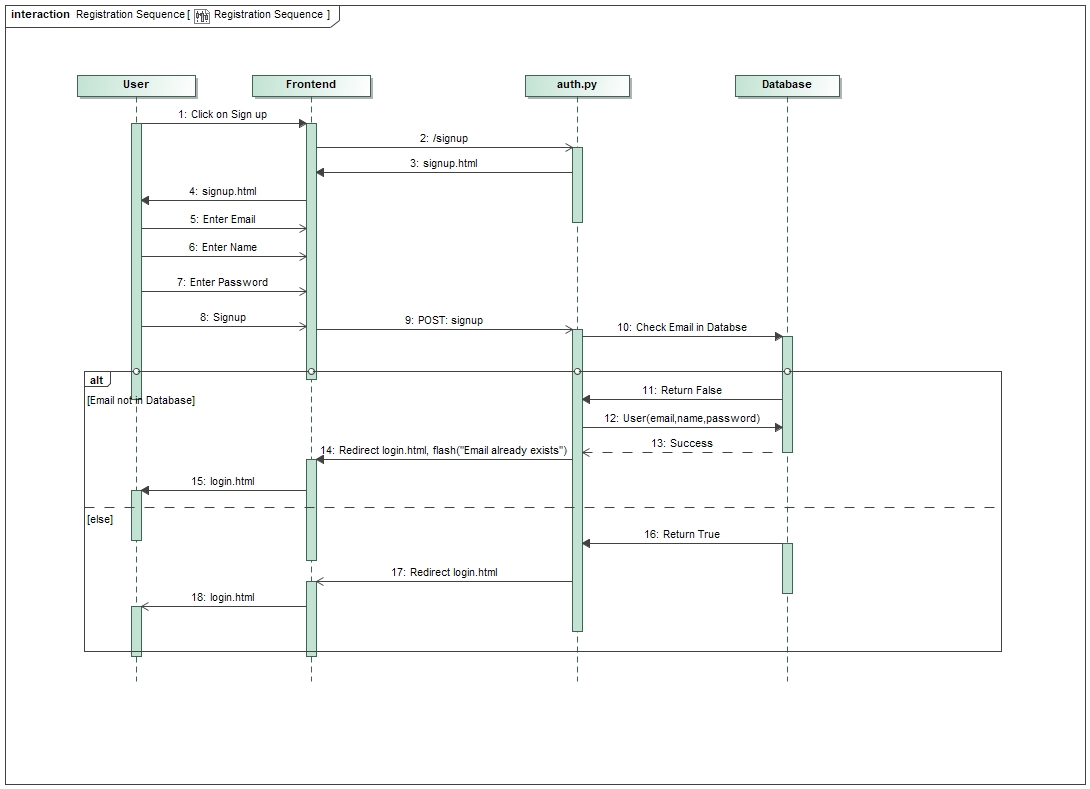 interaction Registration Sequence [ Registration Sequence ]
User
Frontend
auth.py
Database
1: Click on Sign up
2: /signup
3: signup.html
4: signup.html
5: Enter Email
6: Enter Name
7: Enter Password
8: Signup
9: POST: signup
10: Check Email in Databse
alt
[Email not in Database]
11: Return False
12: User(email,name,password)
13: Success
14: Redirect login.html, flash("Email already exists")
15: login.html
[else]
16: Return True
17: Redirect login.html
18: login.html